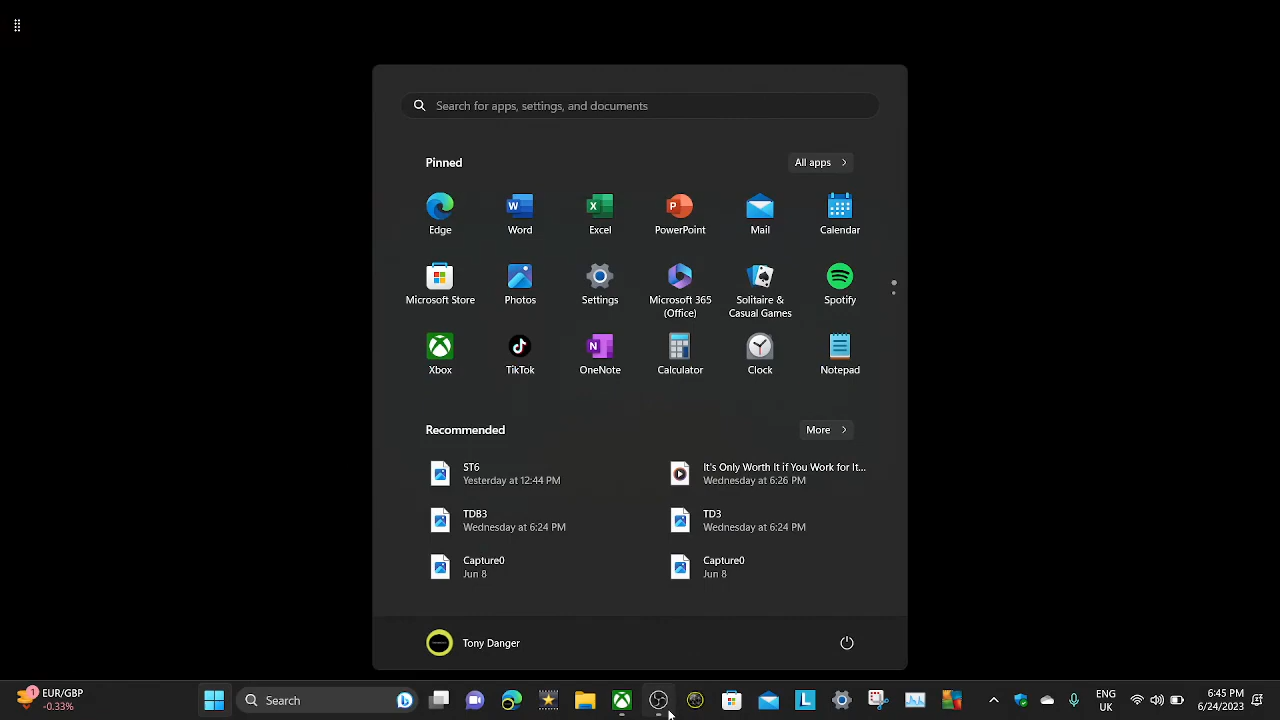 Search for apps, settings, and documents
Pinned
All apps
Edge
Word
Excel
PowerPoint
Mail
Calendar
Microsoft Store
Photos
Settings
Microsoft 365
(Office)
Solitaire &
Casual Games
Spotify
Xbox
TikTok
OneNote
Calculator
Clock
Notepad
Recommended
More
ST6
Yesterday at 12:44 PM
It's Only Worth It if You Work for It...
Wednesday at 6:26 PM
TDB3
Wednesday at 6:24 PM
TD3
Wednesday at 6:24 PM
Capture0
Jun 8
Capture0
Jun 8
Tony Danger
1
EUR/GBP
-0.33%
Search
ENG
UK
6:45 PM
6/24/2023